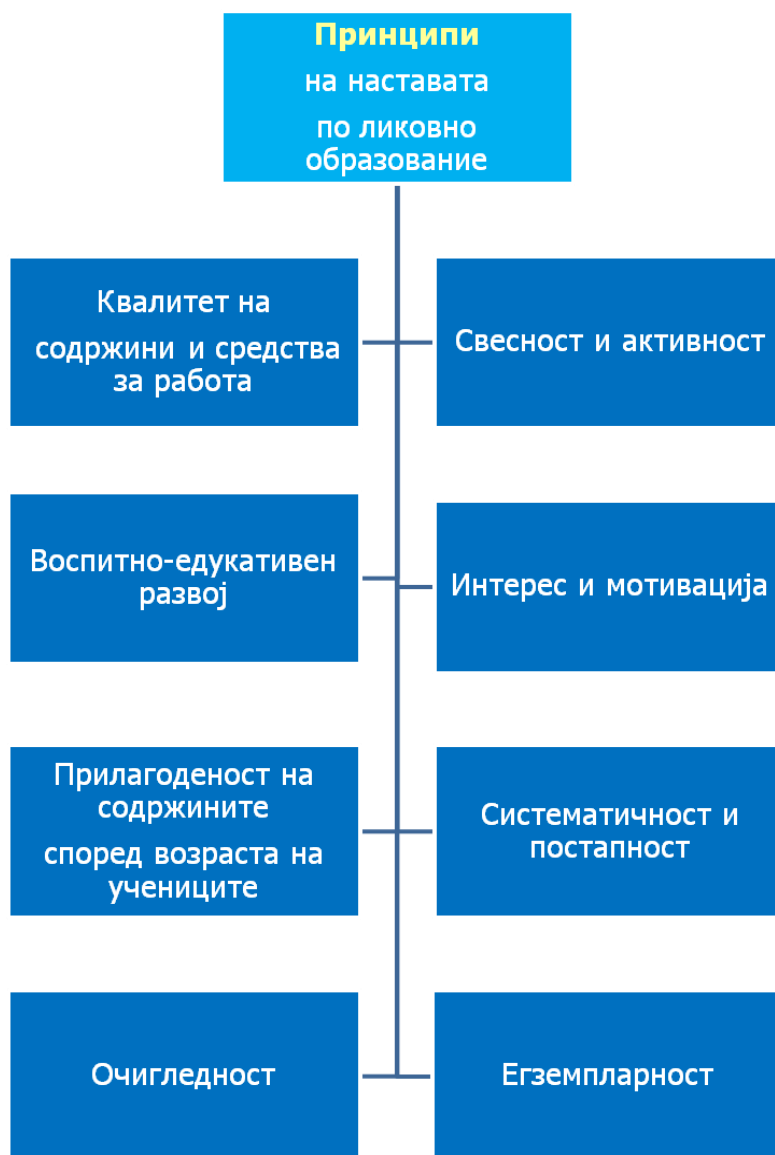 Принципи
на наставата
по ликовно
образование
Квалитет на
содржини и средства
за работа
Свесност и активност
Воспитно-едукативен
развој
Интерес и мотивација
Прилагоденост на
содржините
според возраста на
учениците
Систематичност и
постапност
Очигледност
Егземпларност